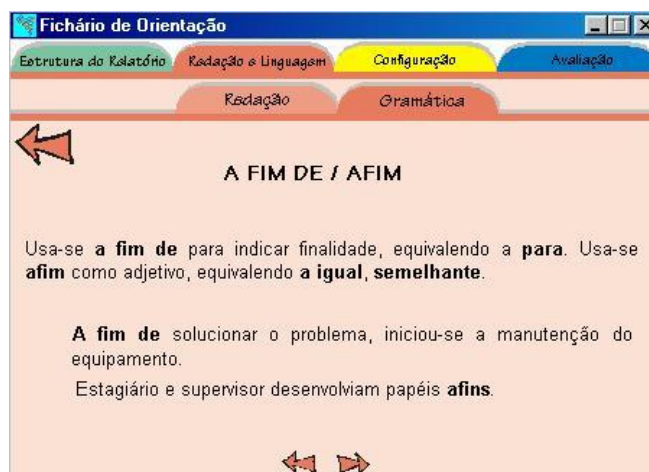 Fichário de Orientação
Estrutura do Relatório Redação e Linguagem Configuração Avaliação
Redação Gramática
A FIM DE / AFIM
Usa-se a fim de para indicar finalidade, equivalendo a para. Usa-se
afim como adjetivo, equivalendo a igual, semelhante.
A fim de solucionar o problema, iniciou-se a manutenção do
equipamento.
Estagiário e supervisor desenvolviam papéis afins.